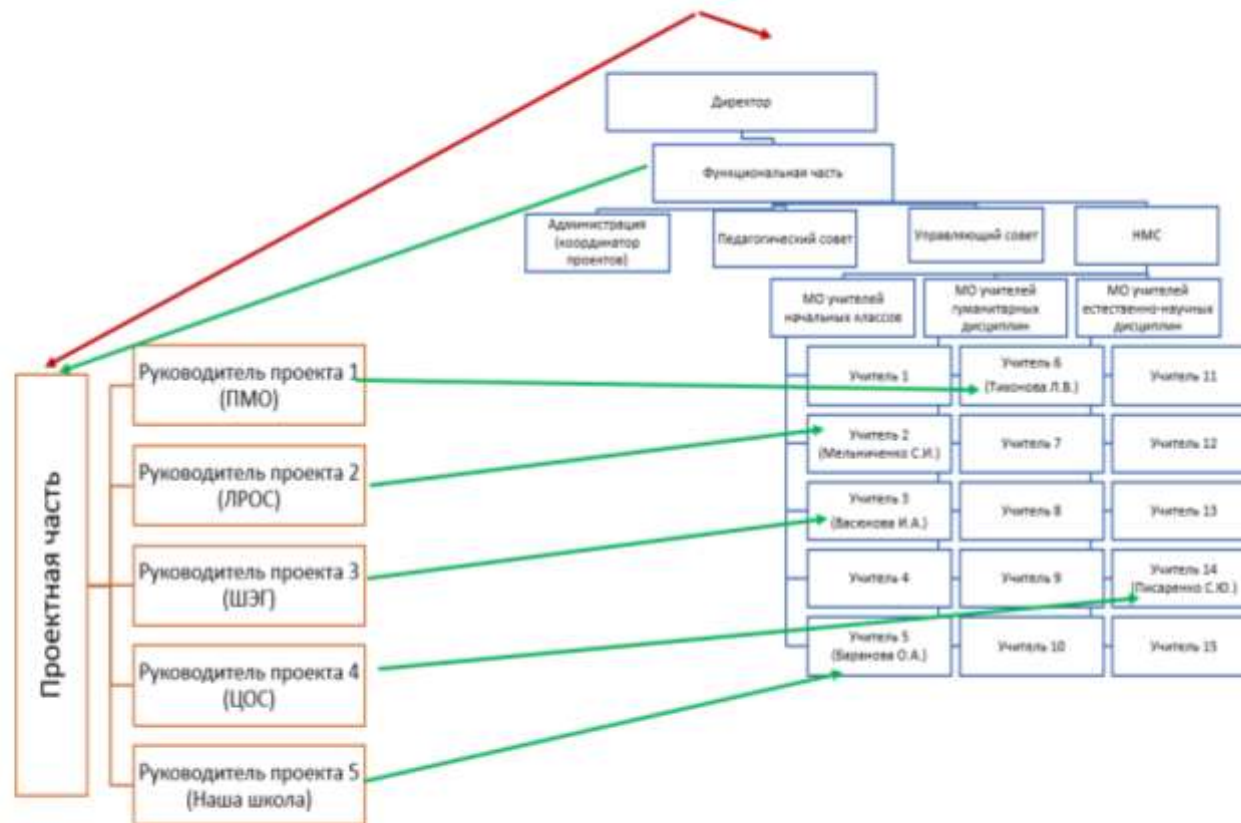 Директор
Функциональная часть
Администрация
(координатор
проектов)
Педагогический совет
Управляющий совет
НМС
МО учителей
начальных классов
МО учителей
гуманитарных
дисциплин
МО учителей
естественно-научных
дисциплин
Проектная часть
Руководитель проекта 1
(ПМО)
Руководитель проекта 2
(ЛРОС)
Руководитель проекта 3
(ШЭГ)
Руководитель проекта 4
(ЦОС)
Руководитель проекта 5
(Наша школа)
Учитель 1
Учитель 2
(Мельниченко С.И.)
Учитель 3
(Васюкова И.А.)
Учитель 4
Учитель 5
(Баранова О.А.)
Учитель 6
(Тихонова Л.В.)
Учитель 7
Учитель 8
Учитель 9
Учитель 10
Учитель 11
Учитель 12
Учитель 13
Учитель 14
(Писаренко С.Ю.)
Учитель 15